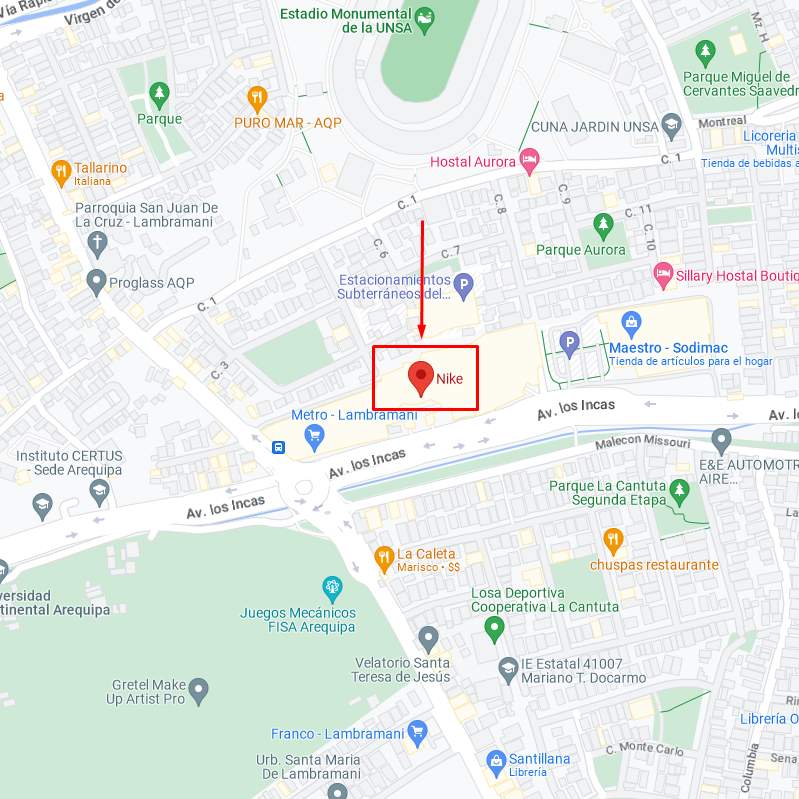 Vía Rápi
Virgen de
Estadio Monumental
de la UNSA
Mz. H
Parque Miguel de
Cervantes Saavedr
Parque
PURO MAR - AQP
CUNA JARDIN UNSA
Montreal
Licoreria
Multis
Tienda de bebidas a
Tallarino
Italiana
Hostal Aurora
C. 1
C. 1
C. 8
C. 9
C. 11
C. 10
Parroquia San Juan De
La Cruz - Lambramani
C. 6
C. 7
Parque Aurora
Proglass AQP
Estacionamientos
Subterráneos del...
P
Sillary Hostal Boutiq
C. 1
P
Maestro - Sodimac
Tienda de artículos para el hogar
C. 3
Nike
Metro - Lambramani
Av. los Incas
Av. lo
Malecon Missouri
Instituto CERTUS
- Sede Arequipa
Av. los Incas
E&E AUTOMOTR
AIRE...
Parque La Cantuta
Segunda Etapa
Av. los Incas
La
La Caleta
Marisco • $$
chuspas restaurante
versidad
ntinental Arequipa
Juegos Mecánicos
FISA Arequipa
Losa Deportiva
Cooperativa La Cantuta
Velatorio Santa
Teresa de Jesús
IE Estatal 41007
Mariano T. Docarmo
Gretel Make
Up Artist Pro
Rin
Librería O
Franco - Lambramani
C. Monte Carlo
Columbia
Sena
Urb. Santa María
De Lambramani
Santillana
Librería